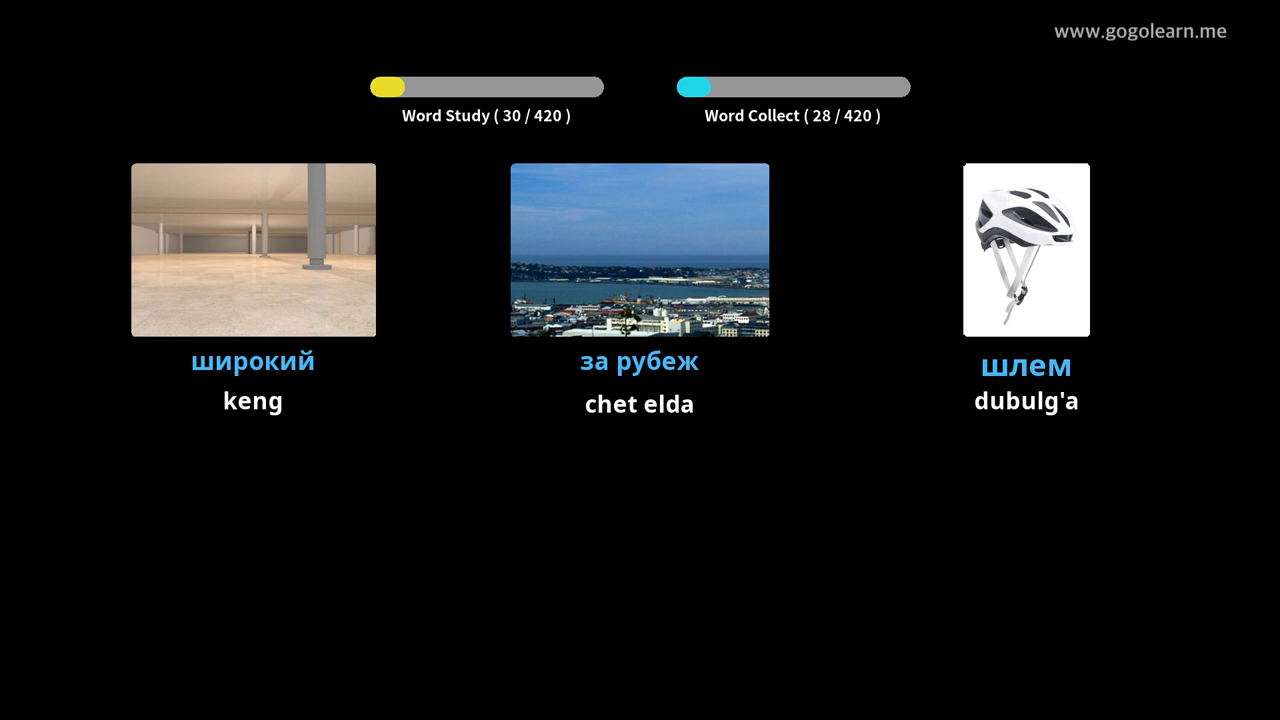 www.gogolearn.me
Word Study ( 30 / 420 )
Word Collect ( 28 / 420 )
широкий
keng
за рубеж
chet elda
шлем
dubulg'a